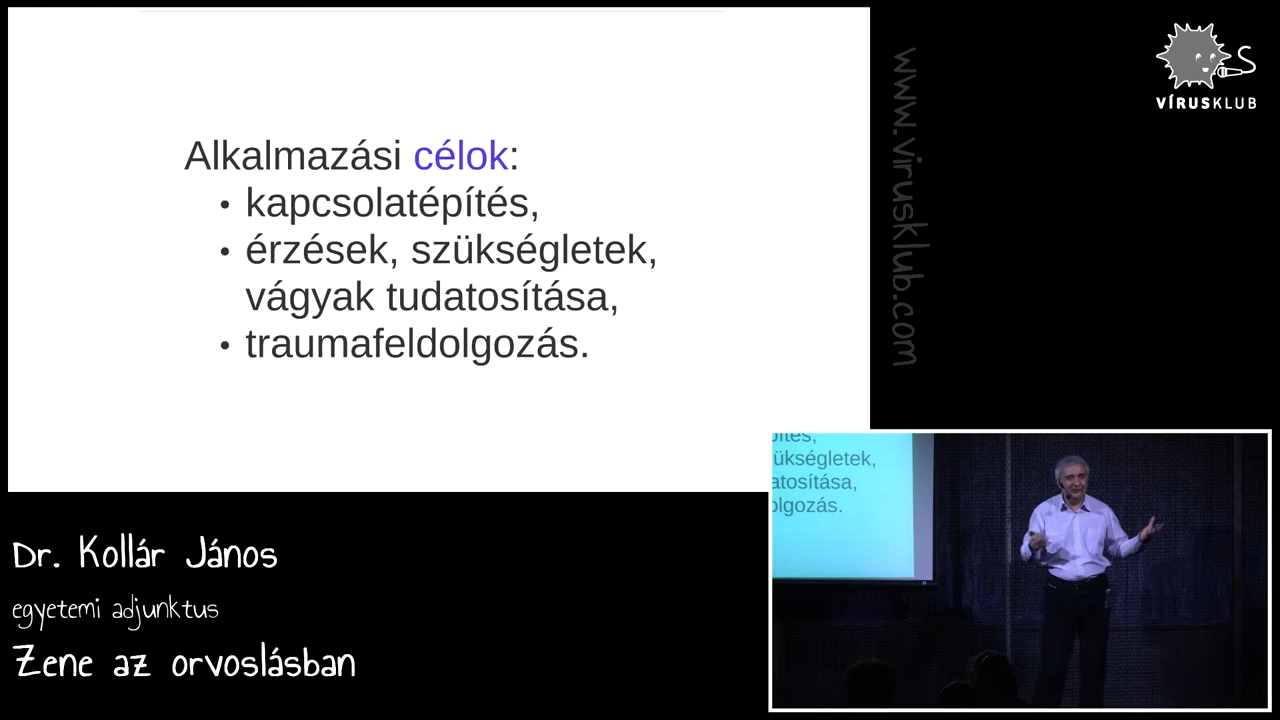 Alkalmazási célok:
• kapcsolatépítés,
• érzések, szükségletek,
vágyak tudatosítása,
• traumafeldolgozás.
www.virusklub.com
VÍRUSKLUB
ükségletek,
atosítása,
olgozás.
Dr. Kollár János
egyetemi adjunktus
Zene az orvoslásban